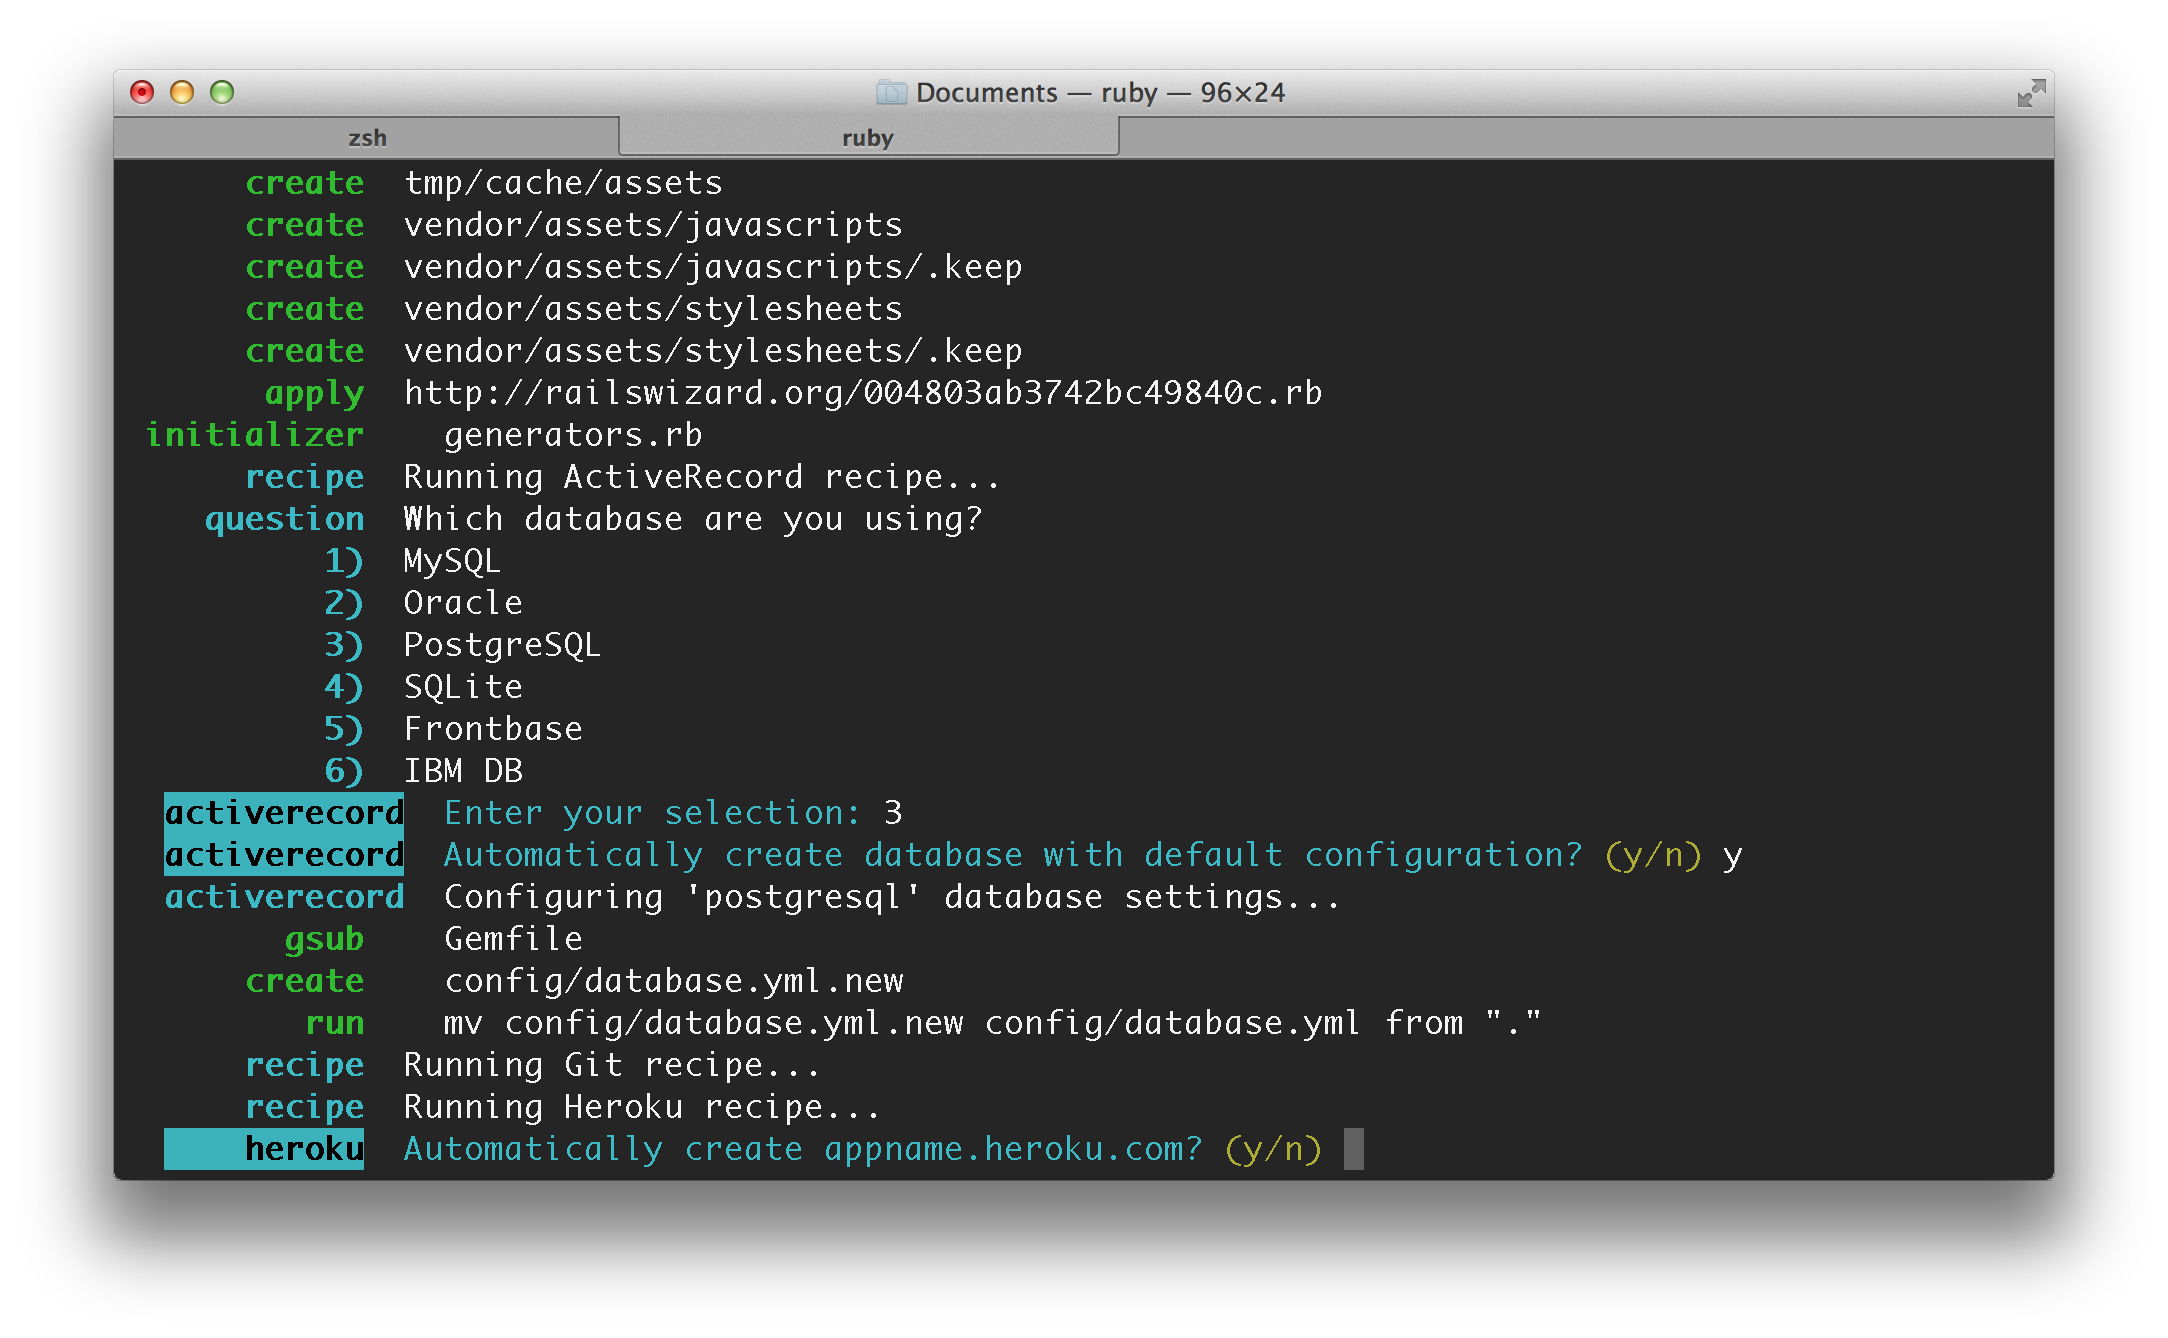 Documents — ruby — 96×24
zsh ruby
create tmp/cache/assets
create vendor/assets/javascripts
create vendor/assets/javascripts/.keep
create vendor/assets/stylesheets
create vendor/assets/stylesheets/.keep
apply http://railswizard.org/004803ab3742bc49840c.rb
initializer generators.rb
recipe Running ActiveRecord recipe...
question Which database are you using?
1) MySQL
2) Oracle
3) PostgreSQL
4) SQLite
5) Frontbase
6) IBM DB
activerecord Enter your selection: 3
activerecord Automatically create database with default configuration? (y/n) y
activerecord Configuring 'postgresql' database settings...
gsub Gemfile
create config/database.yml.new
run mv config/database.yml.new config/database.yml from "."
recipe Running Git recipe...
recipe Running Heroku recipe...
heroku Automatically create appname.heroku.com? (y/n)